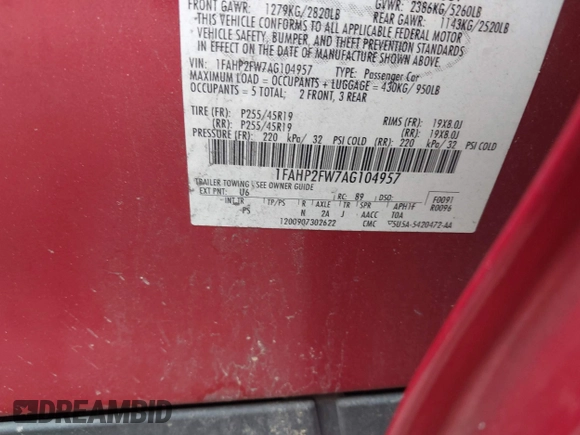 FRONT GAWR: 1279KG/2820LB GVWR: 2386KG/5260LB
REAR GAWR: 1143KG/2520LB
THIS VEHICLE CONFORMS TO ALL APPLICABLE FEDERAL MOTOR
VEHICLE SAFETY, BUMPER, AND THEFT PREVENTION STANDARDS
IN EFFECT ON THE DATE OF MANUFACTURE SHOWN ABOVE.
VIN: 1FAHP2FW7AG104957 TYPE: Passenger Car
MAXIMUM LOAD = OCCUPANTS + LUGGAGE = 430KG/950LB
OCCUPANTS = 5 TOTAL: 2 FRONT, 3 REAR
TIRE (FR): P255/45R19 RIMS (FR): 19X8.0J
(RR): P255/45R19 (RR): 19X8.0J
PRESSURE (FR): 220 kPa/ 32 PSI COLD (RR): 220 kPa/ 32 PSI COLD
1FAHP2FW7AG104957
TRAILER TOWING - SEE OWNER GUIDE
EXT PNT: U6 RC: 89 DSO: F0091
INT TR TP/PS R AXLE TR SPR APHIF R0096
PS N 2A J AACC TOA
1200907302622 CMC 5U5A-5420472-AA
DREAMBID